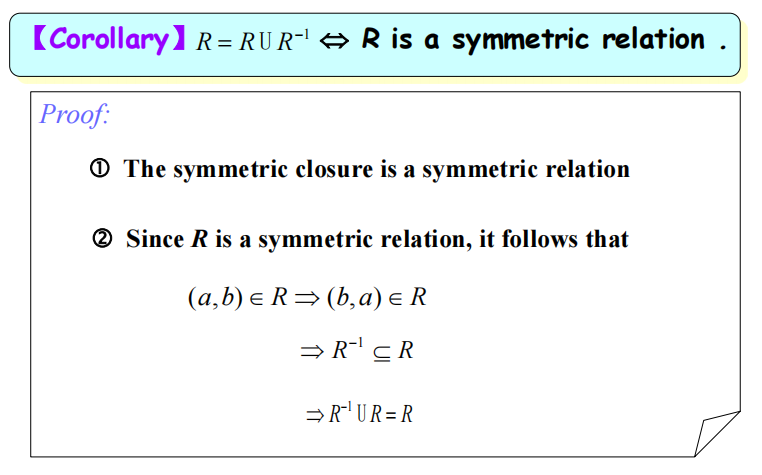 【Corollary】 R = R ∪ R⁻¹ ⇔ R is a symmetric relation .
Proof:
① The symmetric closure is a symmetric relation
② Since R is a symmetric relation, it follows that
(a,b) ∈ R ⇒ (b,a) ∈ R
⇒ R⁻¹ ⊆ R
⇒ R⁻¹ ∪ R = R